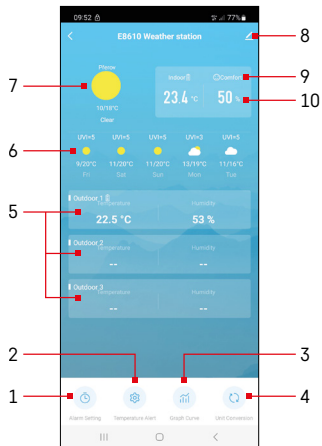 09:52 77%
E8610 Weather station
8
Phnxe
Indoor Comfort
9
7
23.4 °C 50 %
10
10/18°C
Clear
UVI×5 UVI×5 UVI×5 UVI×3 UVI×5
6
9/20°C 11/20°C 11/20°C 13/19°C 11/16°C
Fri Sat Sun Mon Tue
Outdoor 1
Temperature Humidity
5
22.5 °C 53 %
Outdoor 2
Temperature Humidity
-- --
Outdoor 3
Temperature Humidity
-- --
2
3
1
4
Alarm Setting Temperature Alert Graph Curve Unit Conversion